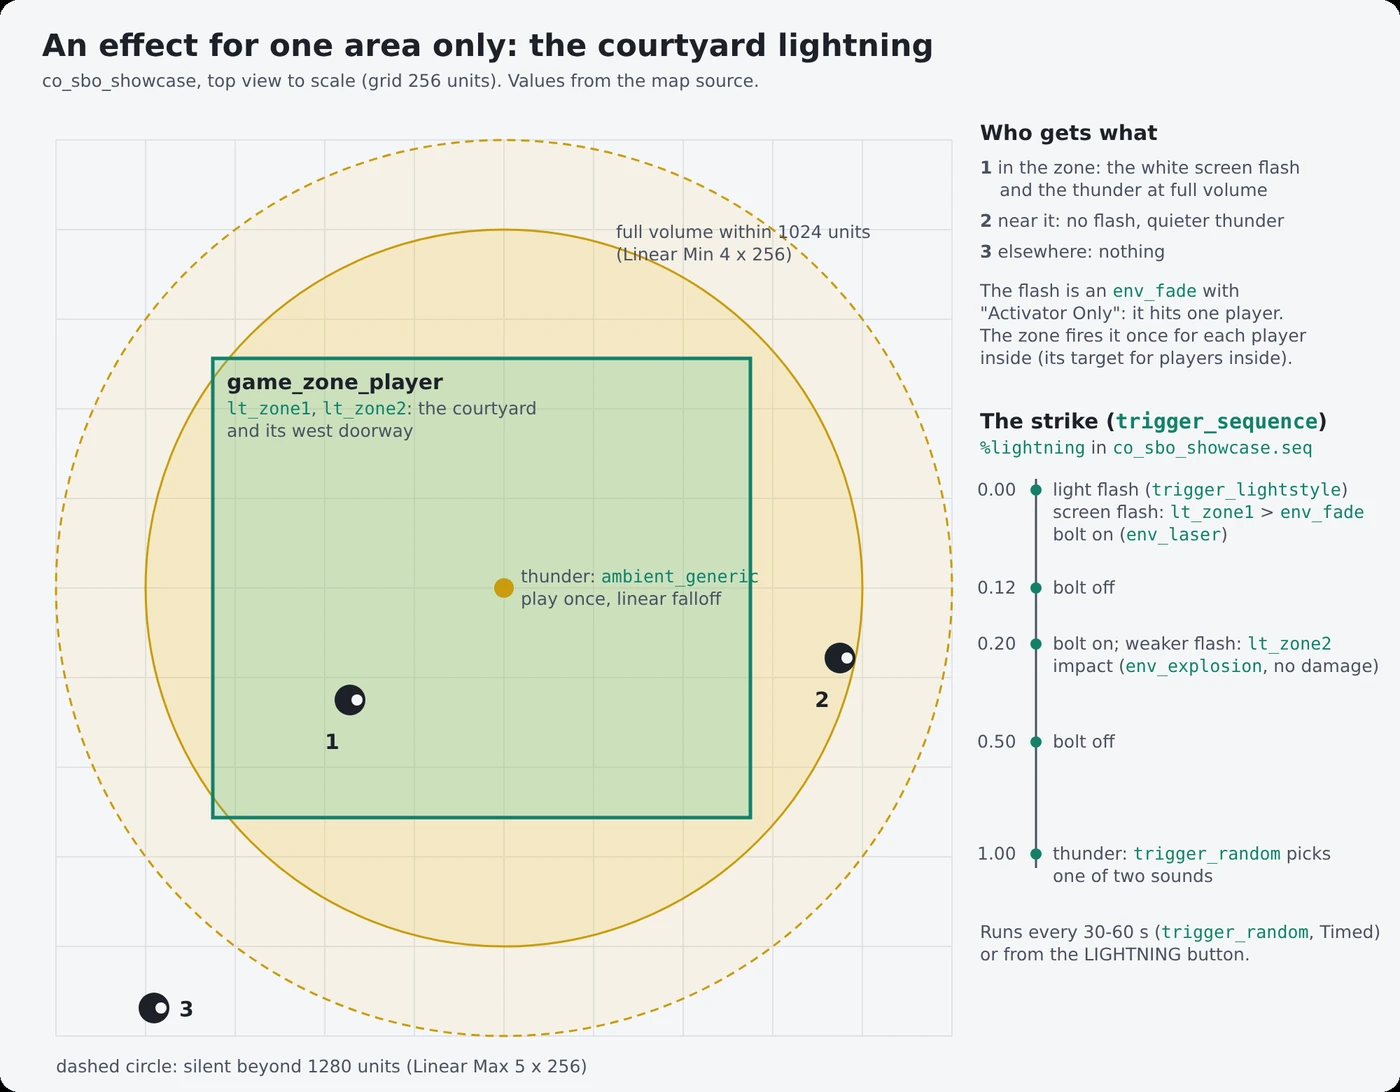 An effect for one area only: the courtyard lightning
co_sbo_showcase, top view to scale (grid 256 units). Values from the map source.
full volume within 1024 units
(Linear Min 4 x 256)
game_zone_player
lt_zone1, lt_zone2: the courtyard
and its west doorway
thunder: ambient_generic
play once, linear falloff
1
2
3
dashed circle: silent beyond 1280 units (Linear Max 5 x 256)
Who gets what
1 in the zone: the white screen flash
and the thunder at full volume
2 near it: no flash, quieter thunder
3 elsewhere: nothing
The flash is an env_fade with
"Activator Only": it hits one player.
The zone fires it once for each player
inside (its target for players inside).
The strike (trigger_sequence)
%lightning in co_sbo_showcase.seq
0.00 light flash (trigger_lightstyle)
screen flash: lt_zone1 > env_fade
bolt on (env_laser)
0.12 bolt off
0.20 bolt on; weaker flash: lt_zone2
impact (env_explosion, no damage)
0.50 bolt off
1.00 thunder: trigger_random picks
one of two sounds
Runs every 30-60 s (trigger_random, Timed)
or from the LIGHTNING button.